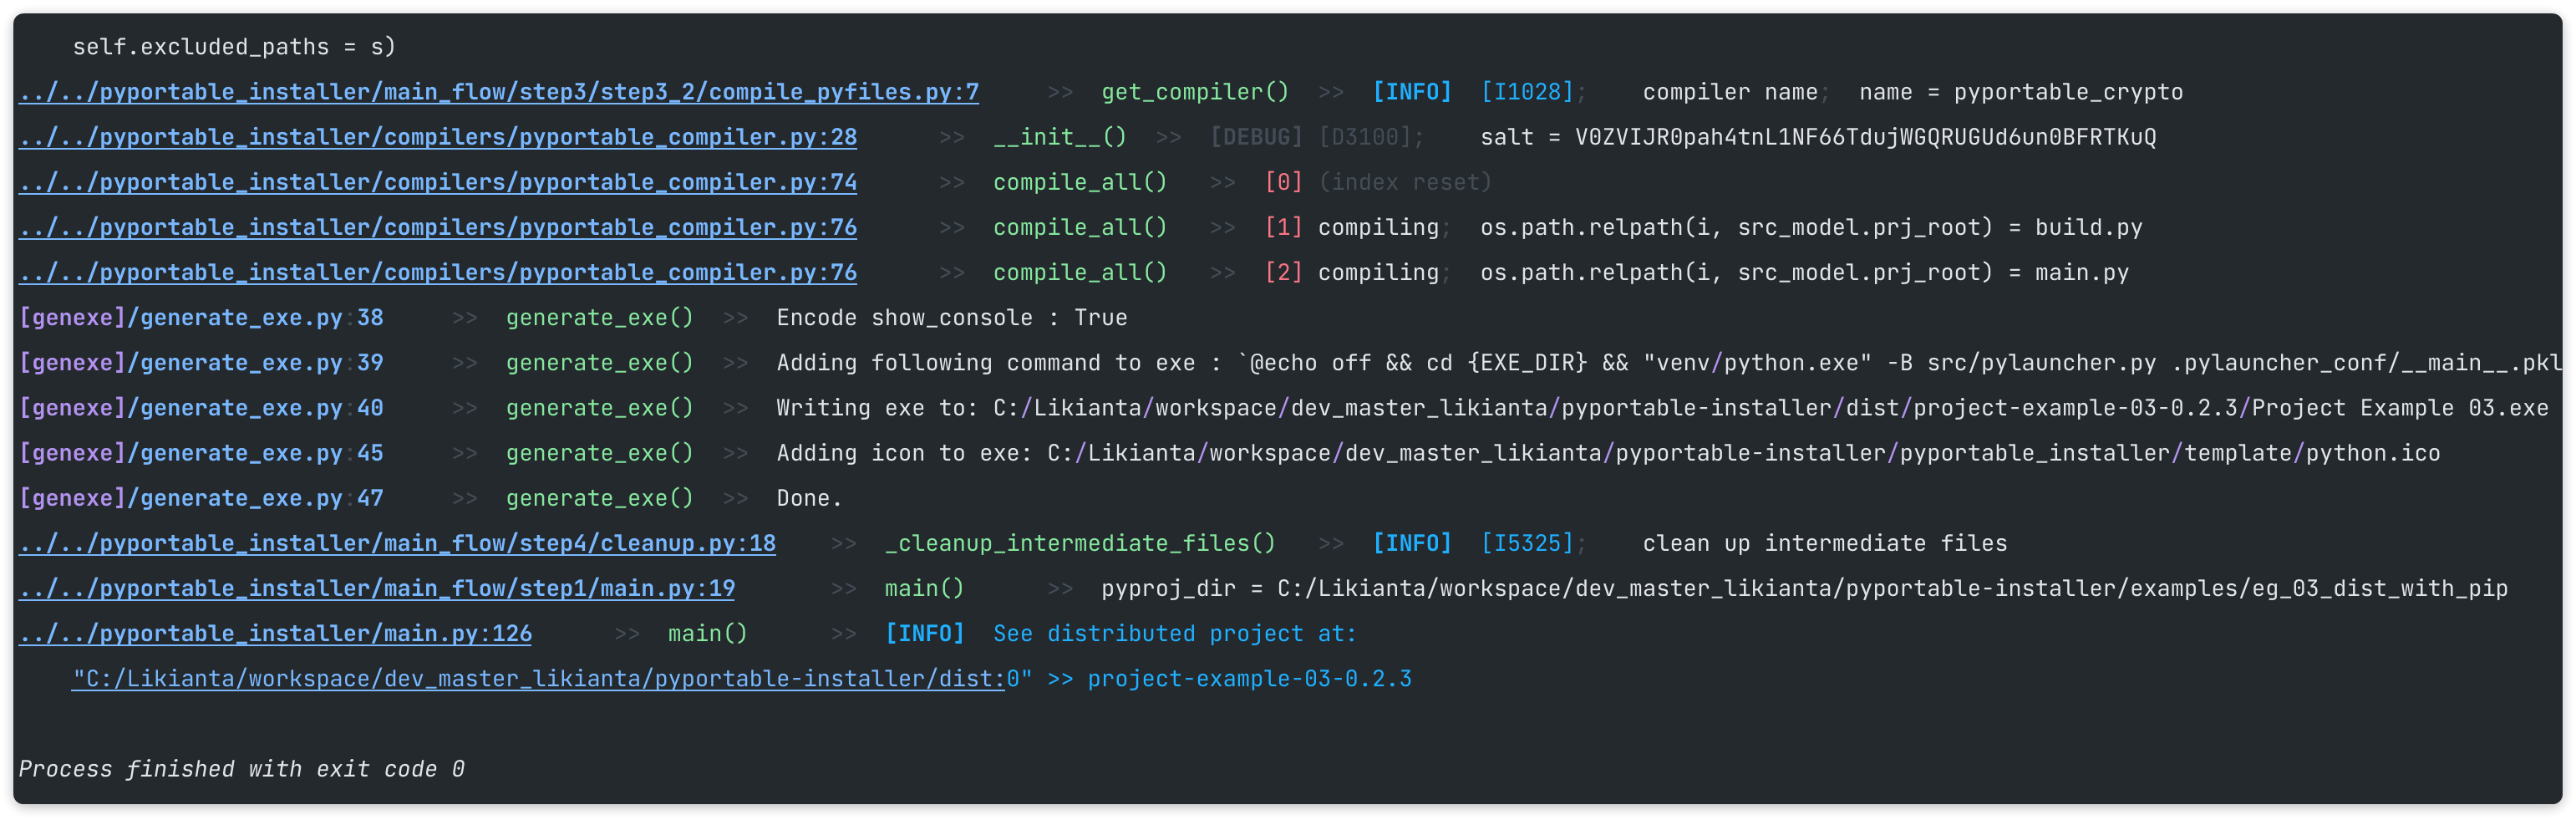 self.excluded_paths = s)
../../pyportable_installer/main_flow/step3/step3_2/compile_pyfiles.py:7 >> get_compiler() >> [INFO] [I1028]; compiler name; name = pyportable_crypto
../../pyportable_installer/compilers/pyportable_compiler.py:28 >> __init__() >> [DEBUG] [D3100]; salt = V0ZVIJR0pah4tnL1NF66TdujWGQRUGUd6un0BFRTKuQ
../../pyportable_installer/compilers/pyportable_compiler.py:74 >> compile_all() >> [0] (index reset)
../../pyportable_installer/compilers/pyportable_compiler.py:76 >> compile_all() >> [1] compiling; os.path.relpath(i, src_model.prj_root) = build.py
../../pyportable_installer/compilers/pyportable_compiler.py:76 >> compile_all() >> [2] compiling; os.path.relpath(i, src_model.prj_root) = main.py
[genexe]/generate_exe.py:38 >> generate_exe() >> Encode show_console : True
[genexe]/generate_exe.py:39 >> generate_exe() >> Adding following command to exe : `@echo off && cd {EXE_DIR} && "venv/python.exe" -B src/pylauncher.py .pylauncher_conf/__main__.pkl
[genexe]/generate_exe.py:40 >> generate_exe() >> Writing exe to: C:/Likianta/workspace/dev_master_likianta/pyportable-installer/dist/project-example-03-0.2.3/Project Example 03.exe
[genexe]/generate_exe.py:45 >> generate_exe() >> Adding icon to exe: C:/Likianta/workspace/dev_master_likianta/pyportable-installer/pyportable_installer/template/python.ico
[genexe]/generate_exe.py:47 >> generate_exe() >> Done.
../../pyportable_installer/main_flow/step4/cleanup.py:18 >> _cleanup_intermediate_files() >> [INFO] [I5325]; clean up intermediate files
../../pyportable_installer/main_flow/step1/main.py:19 >> main() >> pyproj_dir = C:/Likianta/workspace/dev_master_likianta/pyportable-installer/examples/eg_03_dist_with_pip
../../pyportable_installer/main.py:126 >> main() >> [INFO] See distributed project at:
"C:/Likianta/workspace/dev_master_likianta/pyportable-installer/dist:0" >> project-example-03-0.2.3
Process finished with exit code 0